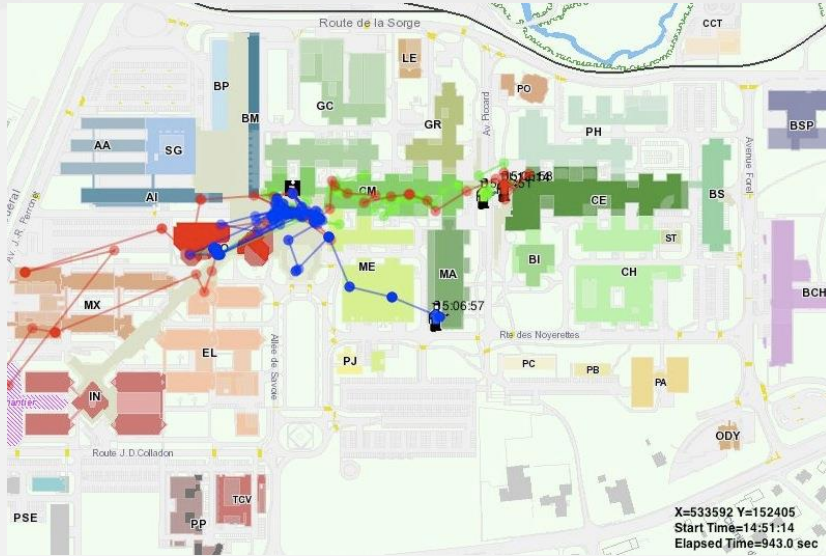 Route de la Sorge
CCT
LE
BP
PO
GC
BM
GR
Av. Piccard
PH
BSP
AA
SG
Avenue Forel
CM
AI
CE
BS
Av. J.-R. Perronet
ST
ME
BI
MA
CH
BCH
MX
15:06:57
Rte des Noyerettes
EL
Allée de Savoie
PJ
PC
PB
PA
IN
ODY
Route J.D.Colladon
TCV
PSE
PP
X=533592 Y=152405
Start Time=14:51:14
Elapsed Time=943.0 sec